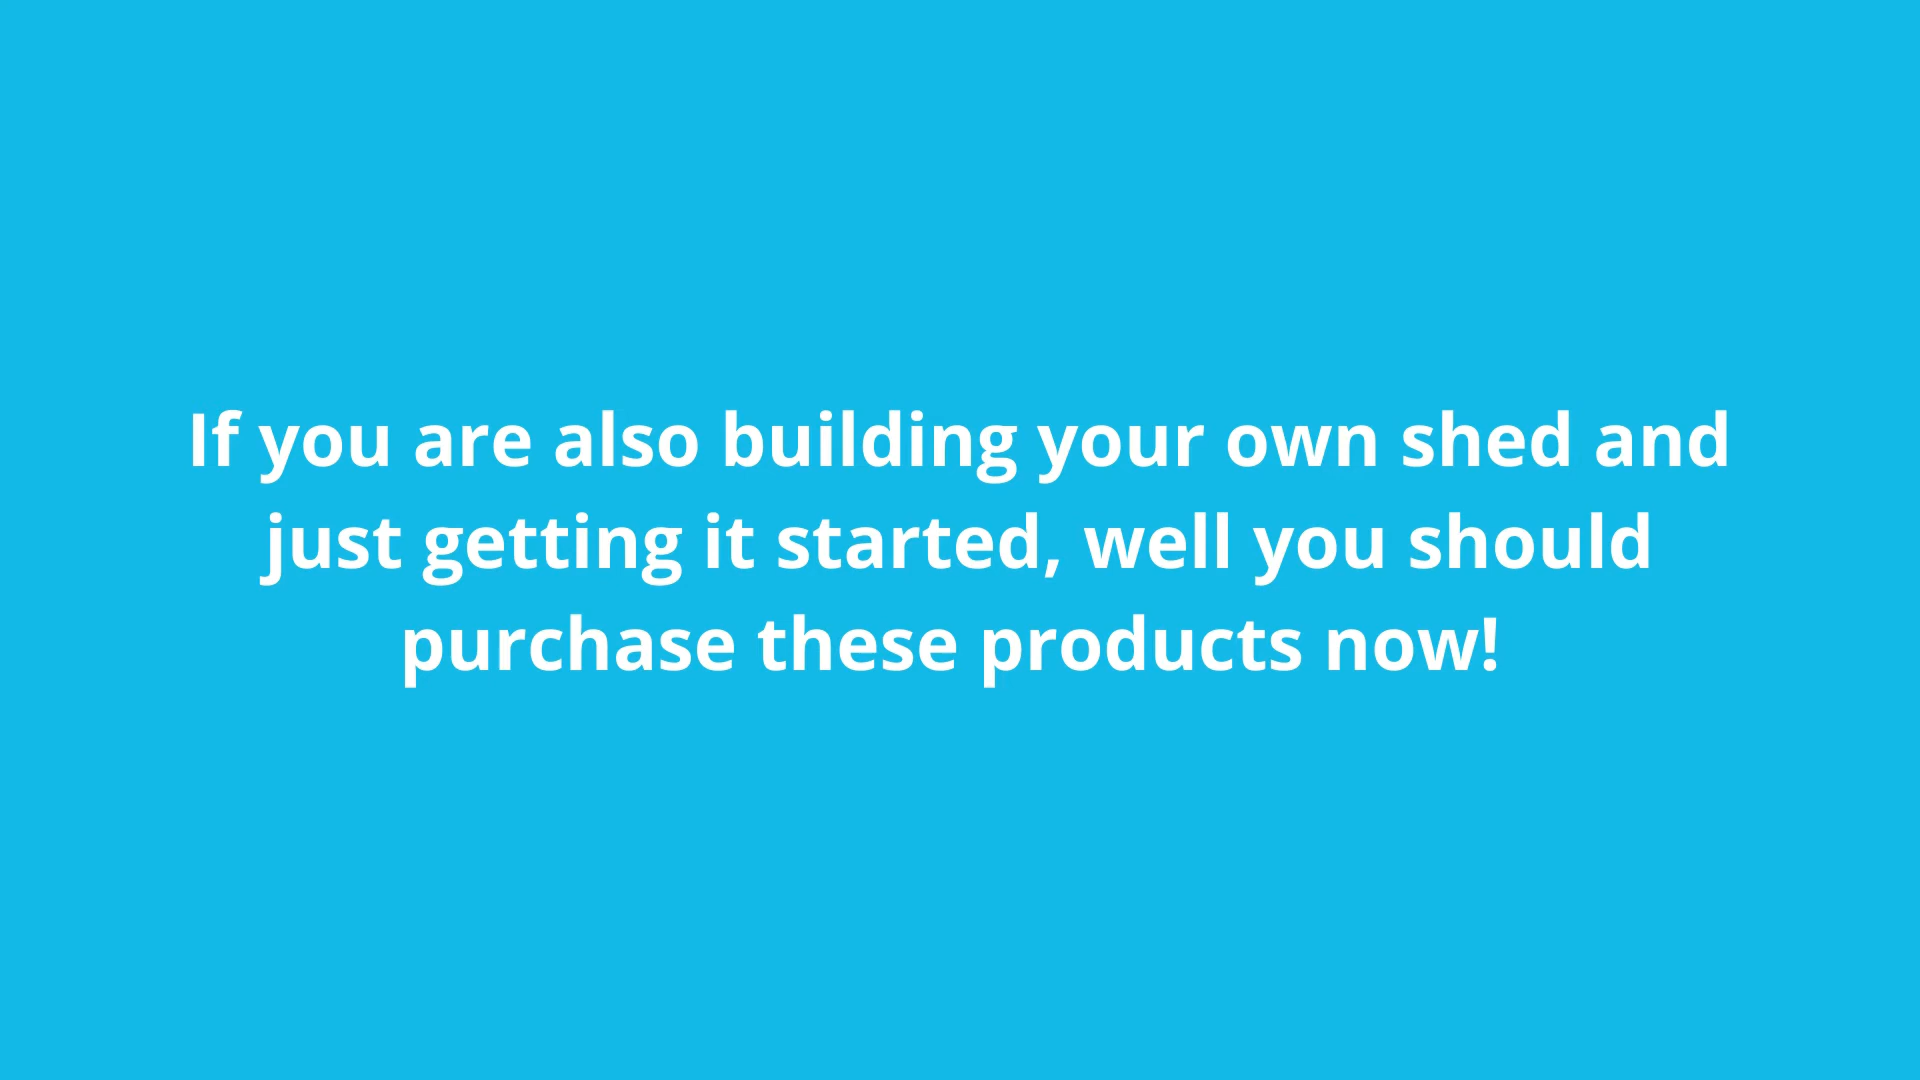 If you are also building your own shed and
just getting it started, well you should
purchase these products now!